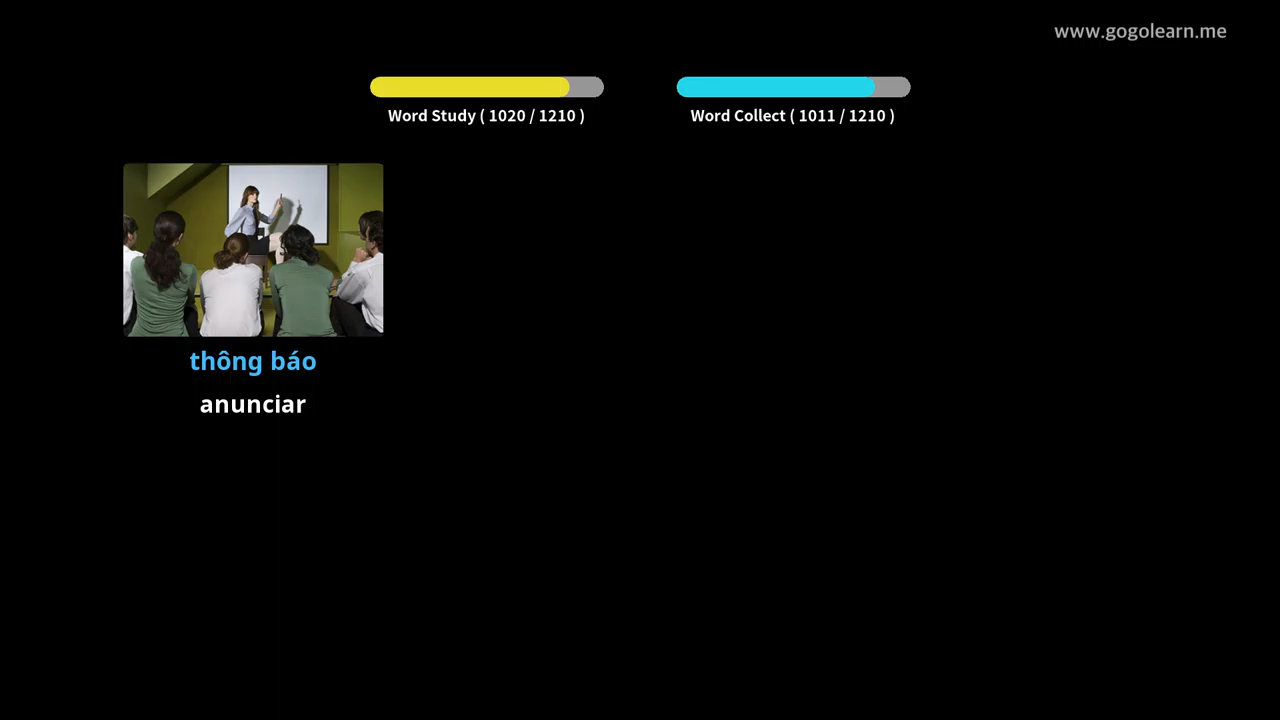 www.gogolearn.me
Word Study ( 1020 / 1210 )
Word Collect ( 1011 / 1210 )
thông báo
anunciar